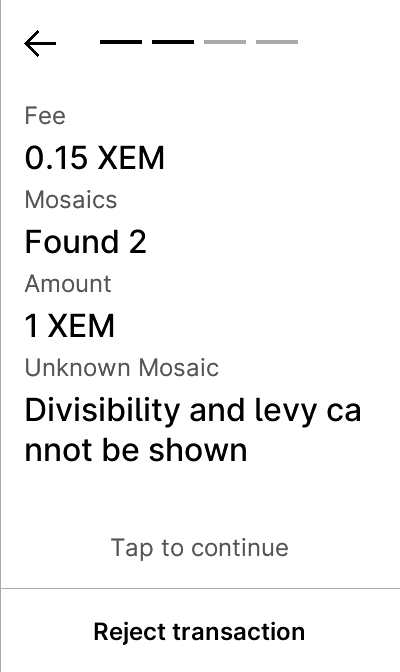 Fee
0.15 XEM
Mosaics
Found 2
Amount
1 XEM
Unknown Mosaic
Divisibility and levy ca
nnot be shown
Tap to continue
Reject transaction